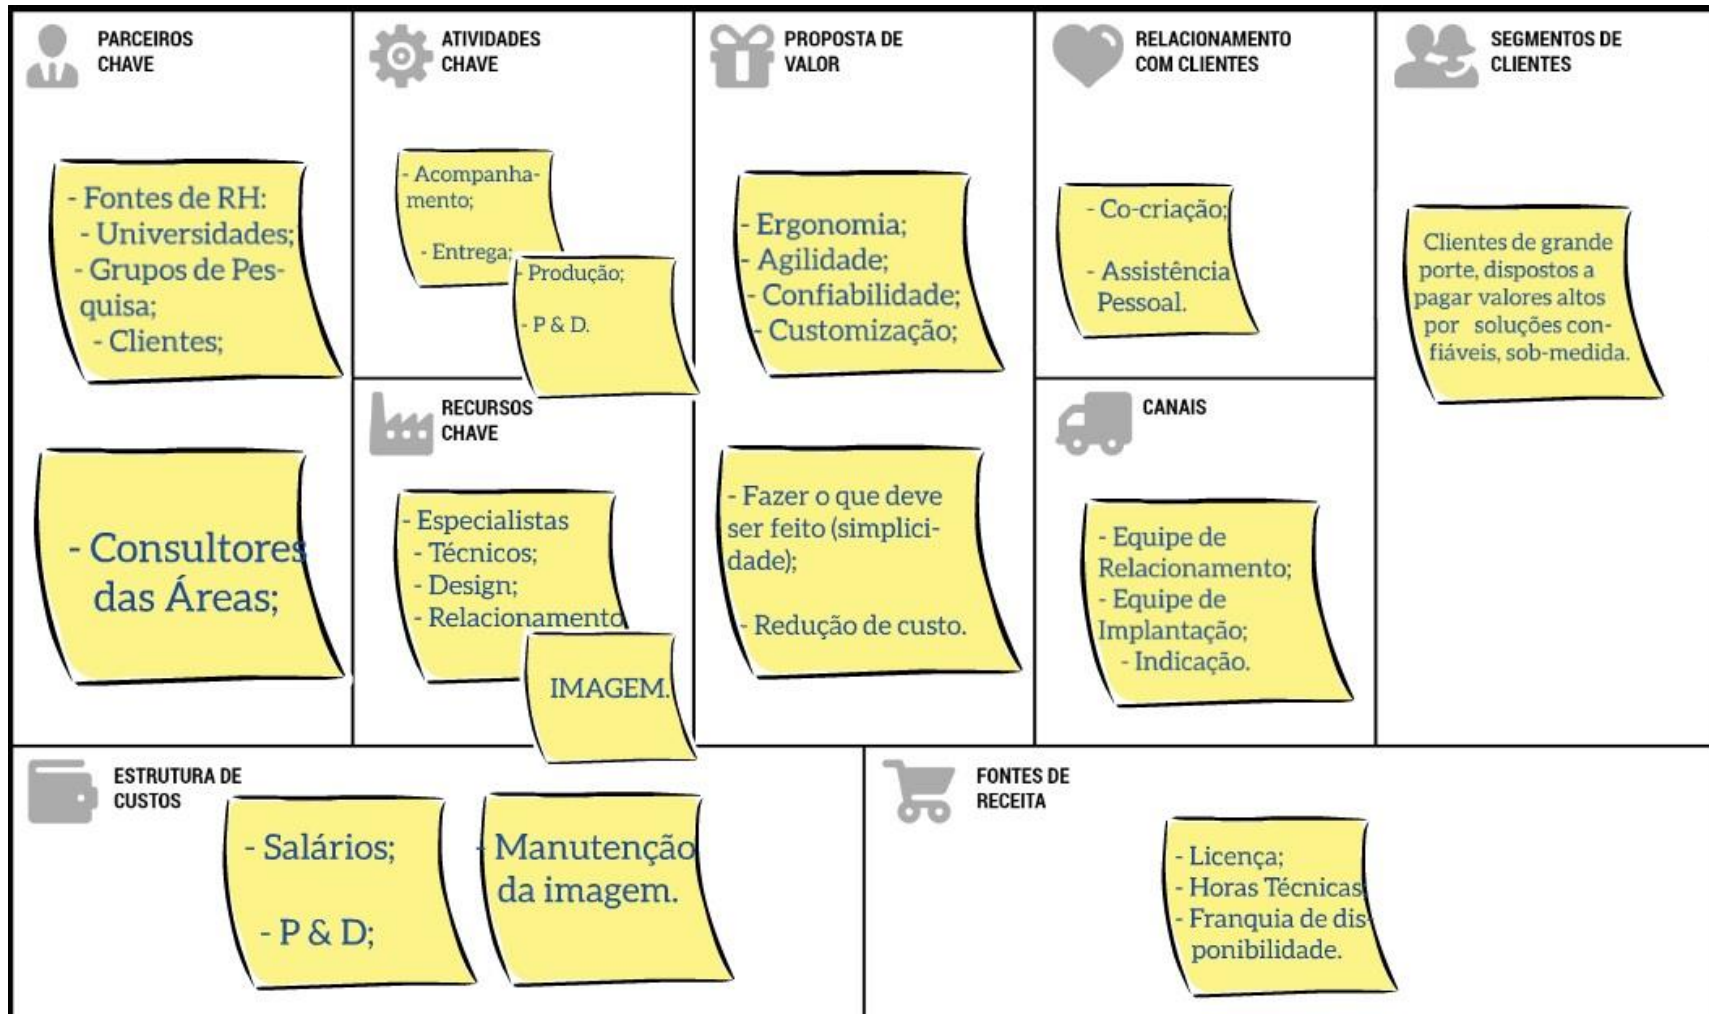 PARCEIROS
CHAVE
- Fontes de RH:
- Universidades;
- Grupos de Pes-
quisa;
- Clientes;
- Consultores
das Áreas;
ATIVIDADES
CHAVE
- Acompanha-
mento;
- Entrega;
- Produção;
- P & D.
RECURSOS
CHAVE
- Especialistas
- Técnicos;
- Design;
- Relacionamento
IMAGEM.
PROPOSTA DE
VALOR
- Ergonomia;
- Agilidade;
- Confiabilidade;
- Customização;
- Fazer o que deve
ser feito (simplici-
dade);
- Redução de custo.
RELACIONAMENTO
COM CLIENTES
- Co-criação;
- Assistência
Pessoal.
CANAIS
- Equipe de
Relacionamento;
- Equipe de
Implantação;
- Indicação.
SEGMENTOS DE
CLIENTES
Clientes de grande
porte, dispostos a
pagar valores altos
por soluções con-
fiáveis, sob-medida.
ESTRUTURA DE
CUSTOS
- Salários;
- P & D;
- Manutenção
da imagem.
FONTES DE
RECEITA
- Licença;
- Horas Técnicas
- Franquia de dis-
ponibilidade.